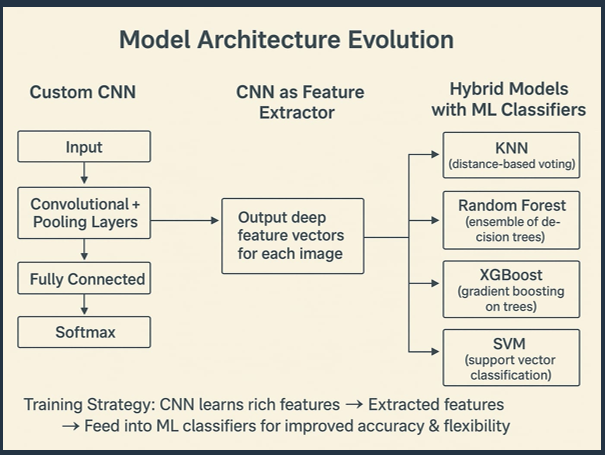 Model Architecture Evolution
Custom CNN
Input
Convolutional +
Pooling Layers
Fully Connected
Softmax
CNN as Feature
Extractor
Output deep
feature vectors
for each image
Hybrid Models
with ML Classifiers
KNN
(distance-based voting)
Random Forest
(ensemble of de-
cision trees)
XGBoost
(gradient boosting
on trees)
SVM
(support vector
classification)
Training Strategy: CNN learns rich features → Extracted features
→ Feed into ML classifiers for improved accuracy & flexibility